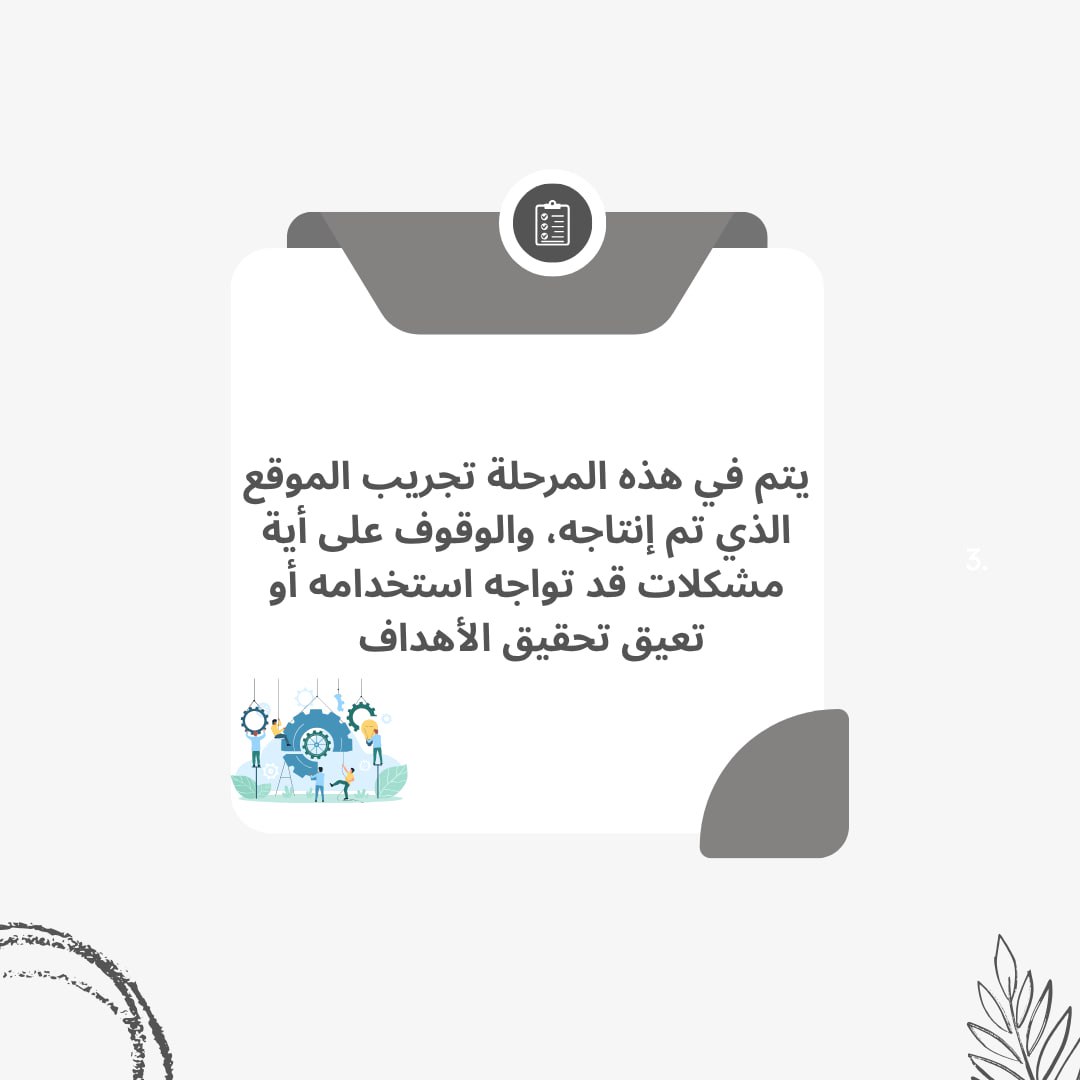 يتم في هذه المرحلة تجريب الموقع
الذي تم إنتاجه، والوقوف على أية
مشكلات قد تواجه استخدامه أو
تعيق تحقيق الأهداف
3.